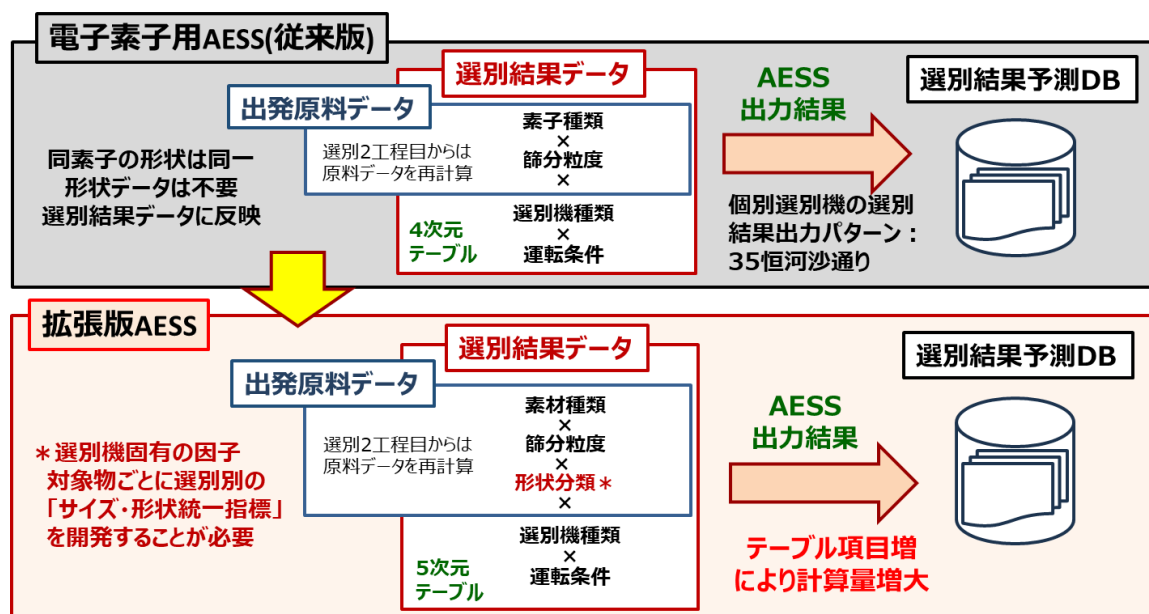 電子素子用AESS(従来版)
選別結果データ
出発原料データ
同素子の形状は同一
形状データは不要
選別結果データに反映
選別2工程目からは
原料データを再計算
素子種類
×
篩分粒度
×
選別機種類
×
運転条件
4次元
テーブル
AESS
出力結果
個別選別機の選別
結果出力パターン：
35恒河沙通り
選別結果予測DB
拡張版AESS
選別結果データ
出発原料データ
＊選別機固有の因子
対象物ごとに選別別の
「サイズ・形状統一指標」
を開発することが必要
選別2工程目からは
原料データを再計算
素材種類
×
篩分粒度
×
形状分類＊
×
選別機種類
×
運転条件
5次元
テーブル
AESS
出力結果
テーブル項目増
により計算量増大
選別結果予測DB